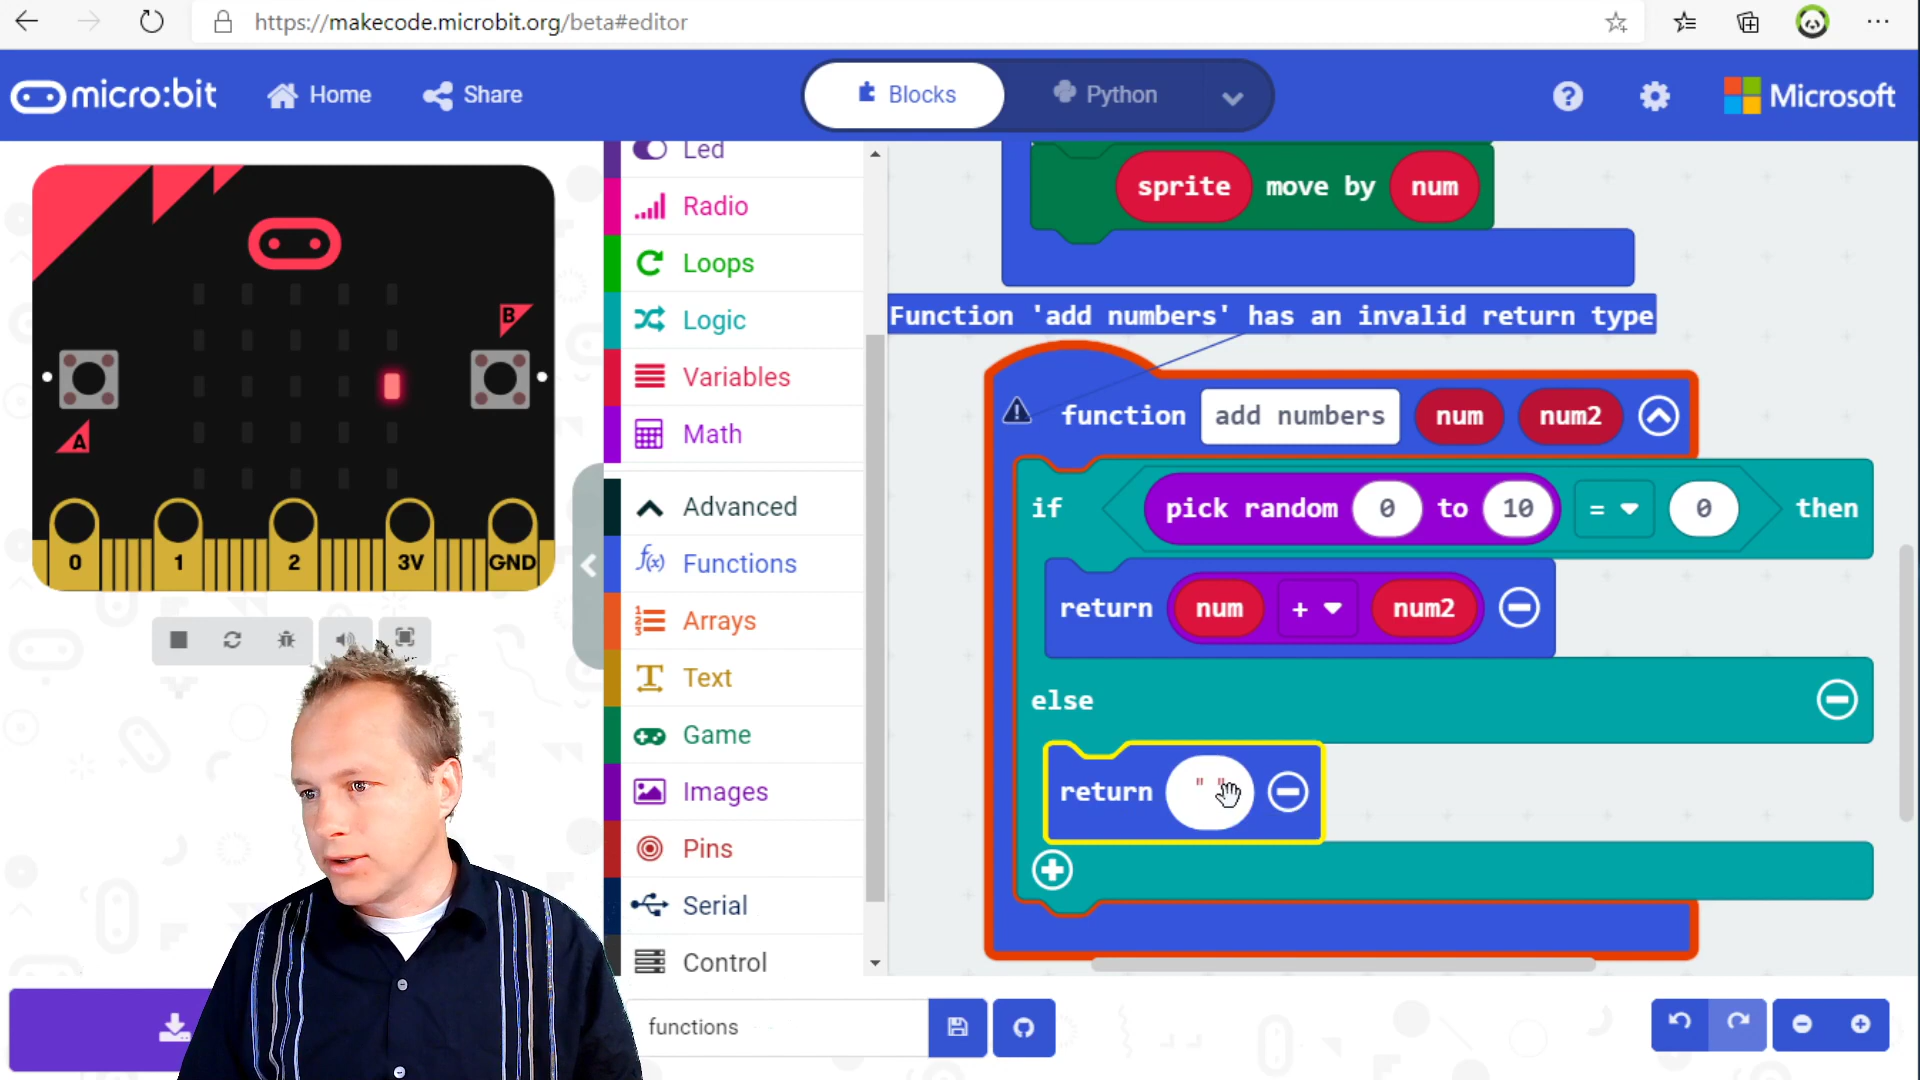 https://makecode.microbit.org/beta#editor
micro:bit
Home
Share
Blocks
Python
?
Microsoft
A
B
0
1
2
3V
GND
Led
Radio
Loops
Logic
Variables
Math
Advanced
f(x) Functions
Arrays
Text
Game
Images
Pins
Serial
Control
sprite move by num
Function 'add numbers' has an invalid return type
function add numbers num num2
if pick random 0 to 10 = 0 then
return num + num2
else
return " "
functions